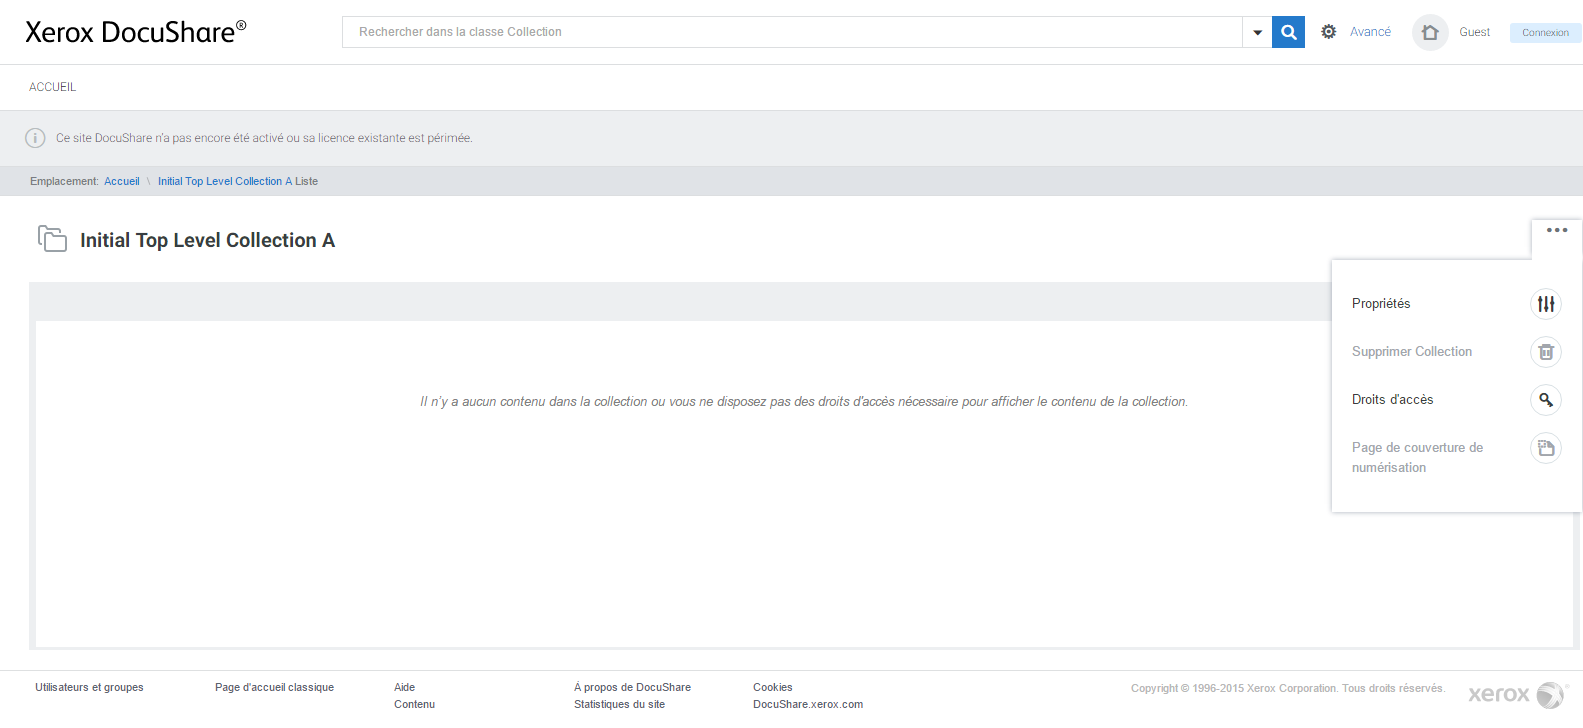 Xerox DocuShare®
Rechercher dans la classe Collection
Avancé
Guest
Connexion
ACCUEIL
Ce site DocuShare n'a pas encore été activé ou sa licence existante est périmée.
Emplacement: Accueil \ Initial Top Level Collection A Liste
Initial Top Level Collection A
Propriétés
Supprimer Collection
Droits d'accès
Page de couverture de
numérisation
Il n'y a aucun contenu dans la collection ou vous ne disposez pas des droits d'accès nécessaire pour afficher le contenu de la collection.
Utilisateurs et groupes
Page d'accueil classique
Aide
Contenu
À propos de DocuShare
Statistiques du site
Cookies
DocuShare.xerox.com
Copyright © 1996-2015 Xerox Corporation. Tous droits réservés.
xerox